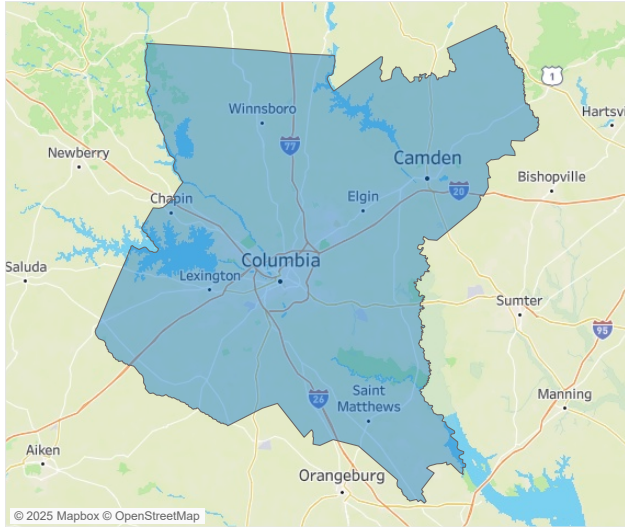 1
Hartsvi
Winnsboro
77
Newberry
Camden
20
Bishopville
Elgin
Chapin
Columbia
Saluda
Lexington
Sumter
95
26
Saint
Matthews
Manning
Aiken
Orangeburg
© 2025 Mapbox © OpenStreetMap